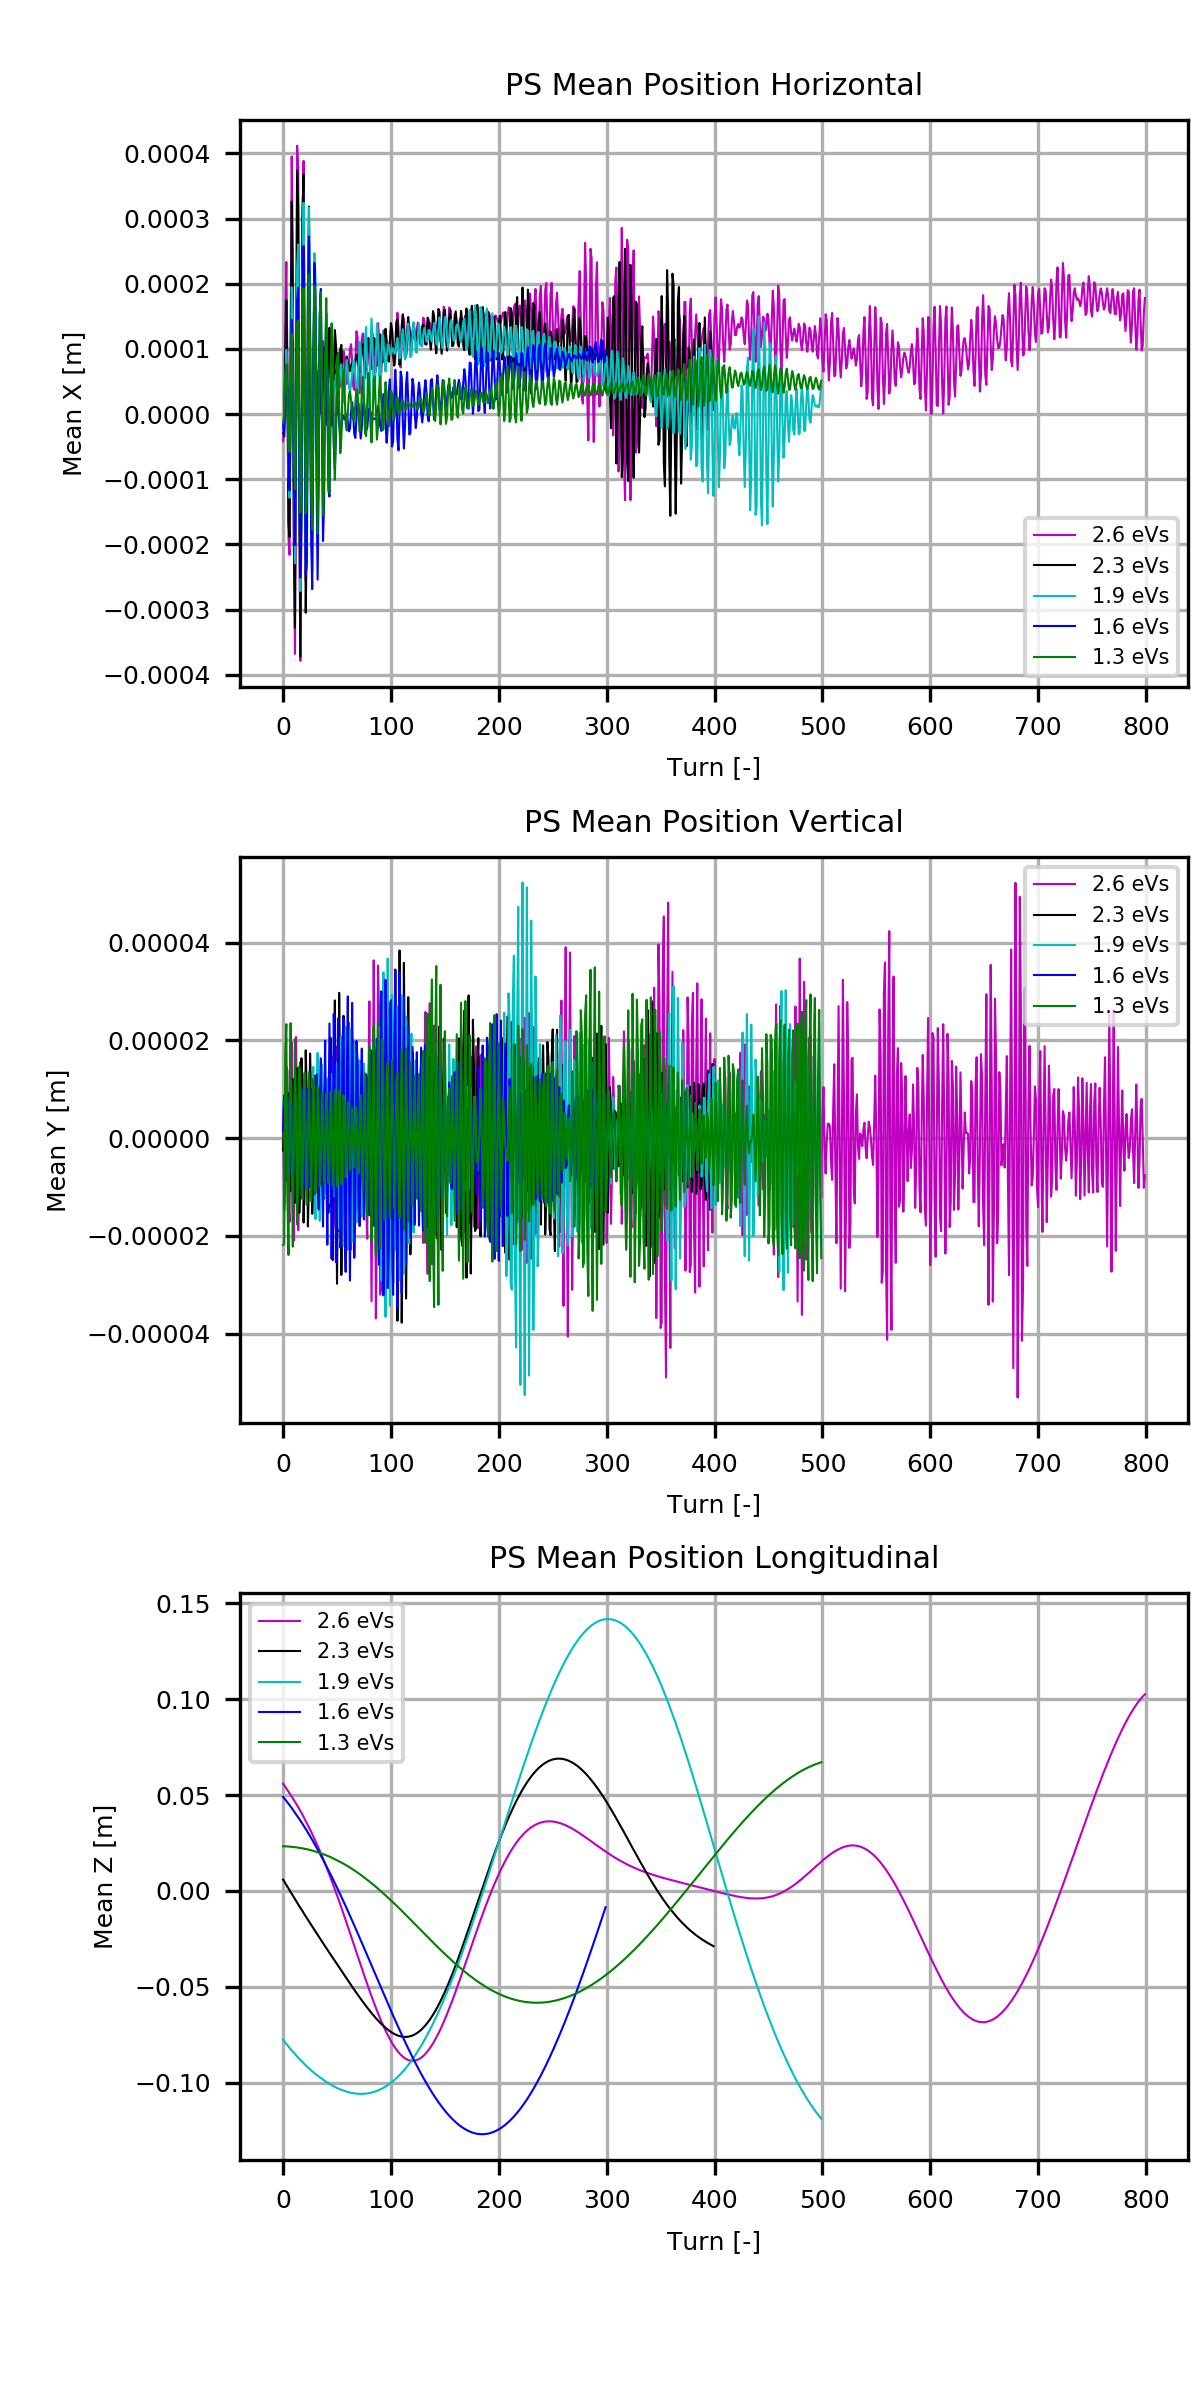 PS Mean Position Horizontal
Mean X [m]
0.0004
0.0003
0.0002
0.0001
0.0000
−0.0001
−0.0002
−0.0003
−0.0004
2.6 eVs
2.3 eVs
1.9 eVs
1.6 eVs
1.3 eVs
0 100 200 300 400 500 600 700 800
Turn [-]
PS Mean Position Vertical
Mean Y [m]
0.00004
0.00002
0.00000
−0.00002
−0.00004
2.6 eVs
2.3 eVs
1.9 eVs
1.6 eVs
1.3 eVs
0 100 200 300 400 500 600 700 800
Turn [-]
PS Mean Position Longitudinal
Mean Z [m]
0.15
0.10
0.05
0.00
−0.05
−0.10
2.6 eVs
2.3 eVs
1.9 eVs
1.6 eVs
1.3 eVs
0 100 200 300 400 500 600 700 800
Turn [-]